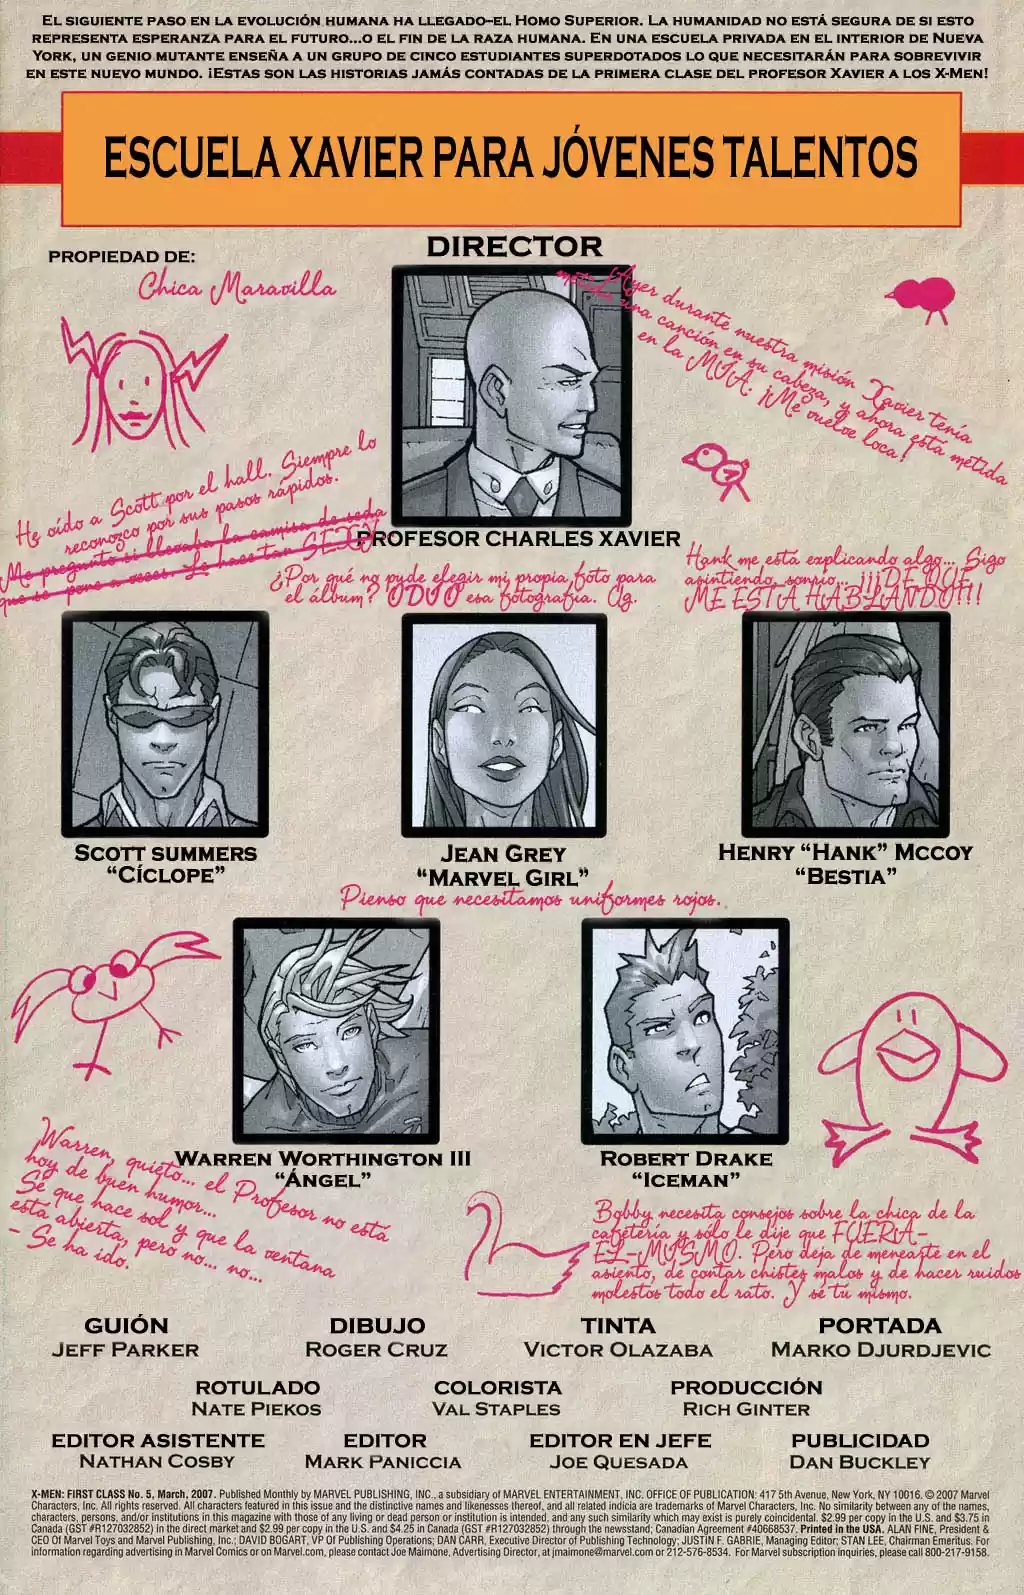 EL SIGUIENTE PASO EN LA EVOLUCIÓN HUMANA HA LLEGADO-EL HOMO SUPERIOR. LA HUMANIDAD NO ESTÁ SEGURA DE SI ESTO
REPRESENTA ESPERANZA PARA EL FUTURO...O EL FIN DE LA RAZA HUMANA. EN UNA ESCUELA PRIVADA EN EL INTERIOR DE NUEVA
YORK, UN GENIO MUTANTE ENSEÑA A UN GRUPO DE CINCO ESTUDIANTES SUPERDOTADOS LO QUE NECESITARÁN PARA SOBREVIVIR
EN ESTE NUEVO MUNDO. ¡ESTAS SON LAS HISTORIAS JAMÁS CONTADAS DE LA PRIMERA CLASE DEL PROFESOR XAVIER A LOS X-MEN!
ESCUELA XAVIER PARA JÓVENES TALENTOS
PROPIEDAD DE:
Chica Maravilla
DIRECTOR
Ayer durante nuestra misión Xavier tenía
metida una canción en su cabeza, y ahora está metida
en la MÍA. ¡Me vuelve loca!
He oído a Scott por el hall. Siempre lo
reconozco por sus pasos rápidos.
Me pregunto si llevaba la camisa de seda
que se pone a veces. Le hace tan SEXY
PROFESOR CHARLES XAVIER
¿Por qué no pude elegir mi propia foto para
el álbum? ODIO esa fotografía. Ug.
Hank me está explicando algo... Sigo
asintiendo, sonrío... ¡¡¡DE QUE
ME ESTÁ HABLANDO!!!
SCOTT SUMMERS
"CÍCLOPE"
JEAN GREY
"MARVEL GIRL"
HENRY "HANK" MCCOY
"BESTIA"
Pienso que necesitamos uniformes rojos.
WARREN WORTHINGTON III
"ÁNGEL"
ROBERT DRAKE
"ICEMAN"
Warren, quieto... el Profesor no está
hoy de buen humor...
Sé que hace sol y que la ventana
está abierta, pero no... no...
- Se ha ido.
Bobby necesita consejos sobre la chica de la
cafetería y sólo le dije que FUERA-
ÉL-MISMO. Pero deja de menearte en el
asiento, de contar chistes malos y de hacer ruidos
molestos todo el rato. Y sé tú mismo.
GUIÓN
JEFF PARKER
DIBUJO
ROGER CRUZ
TINTA
VICTOR OLAZABA
PORTADA
MARKO DJURDJEVIC
ROTULADO
NATE PIEKOS
COLORISTA
VAL STAPLES
PRODUCCIÓN
RICH GINTER
EDITOR ASISTENTE
NATHAN COSBY
EDITOR
MARK PANICCIA
EDITOR EN JEFE
JOE QUESADA
PUBLICIDAD
DAN BUCKLEY
X-MEN: FIRST CLASS No. 5, March, 2007. Published Monthly by MARVEL PUBLISHING, INC., a subsidiary of MARVEL ENTERTAINMENT, INC. OFFICE OF PUBLICATION: 417 5th Avenue, New York, NY 10016. © 2007 Marvel
Characters, Inc. All rights reserved. All characters featured in this issue and the distinctive names and likenesses thereof, and all related indicia are trademarks of Marvel Characters, Inc. No similarity between any of the names,
characters, persons, and/or institutions in this magazine with those of any living or dead person or institution is intended, and any such similarity which may exist is purely coincidental. $2.99 per copy in the U.S. and $3.75 in
Canada (GST #R127032852) in the direct market and $2.99 per copy in the U.S. and $4.25 in Canada (GST #R127032852) through the newsstand; Canadian Agreement #40668537. Printed in the USA. ALAN FINE, President &
CEO Of Marvel Toys and Marvel Publishing, Inc.; DAVID BOGART, VP Of Publishing Operations; DAN CARR, Executive Director of Publishing Technology; JUSTIN F. GABRIE, Managing Editor; STAN LEE, Chairman Emeritus. For
information regarding advertising in Marvel Comics or on Marvel.com, please contact Joe Maimone, Advertising Director, at jmaimone@marvel.com or 212-576-8534. For Marvel subscription inquiries, please call 800-217-9158.